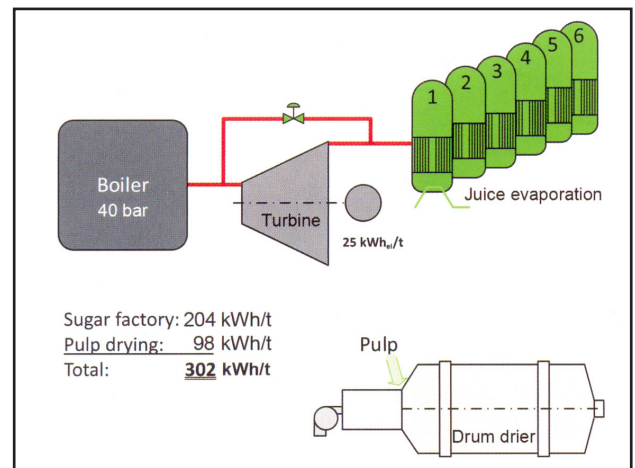 1 2 3 4 5 6
Boiler
40 bar
Turbine
25 kWhel/t
Juice evaporation
Sugar factory: 204 kWh/t
Pulp drying: 98 kWh/t
Total: 302 kWh/t
Pulp
Drum drier